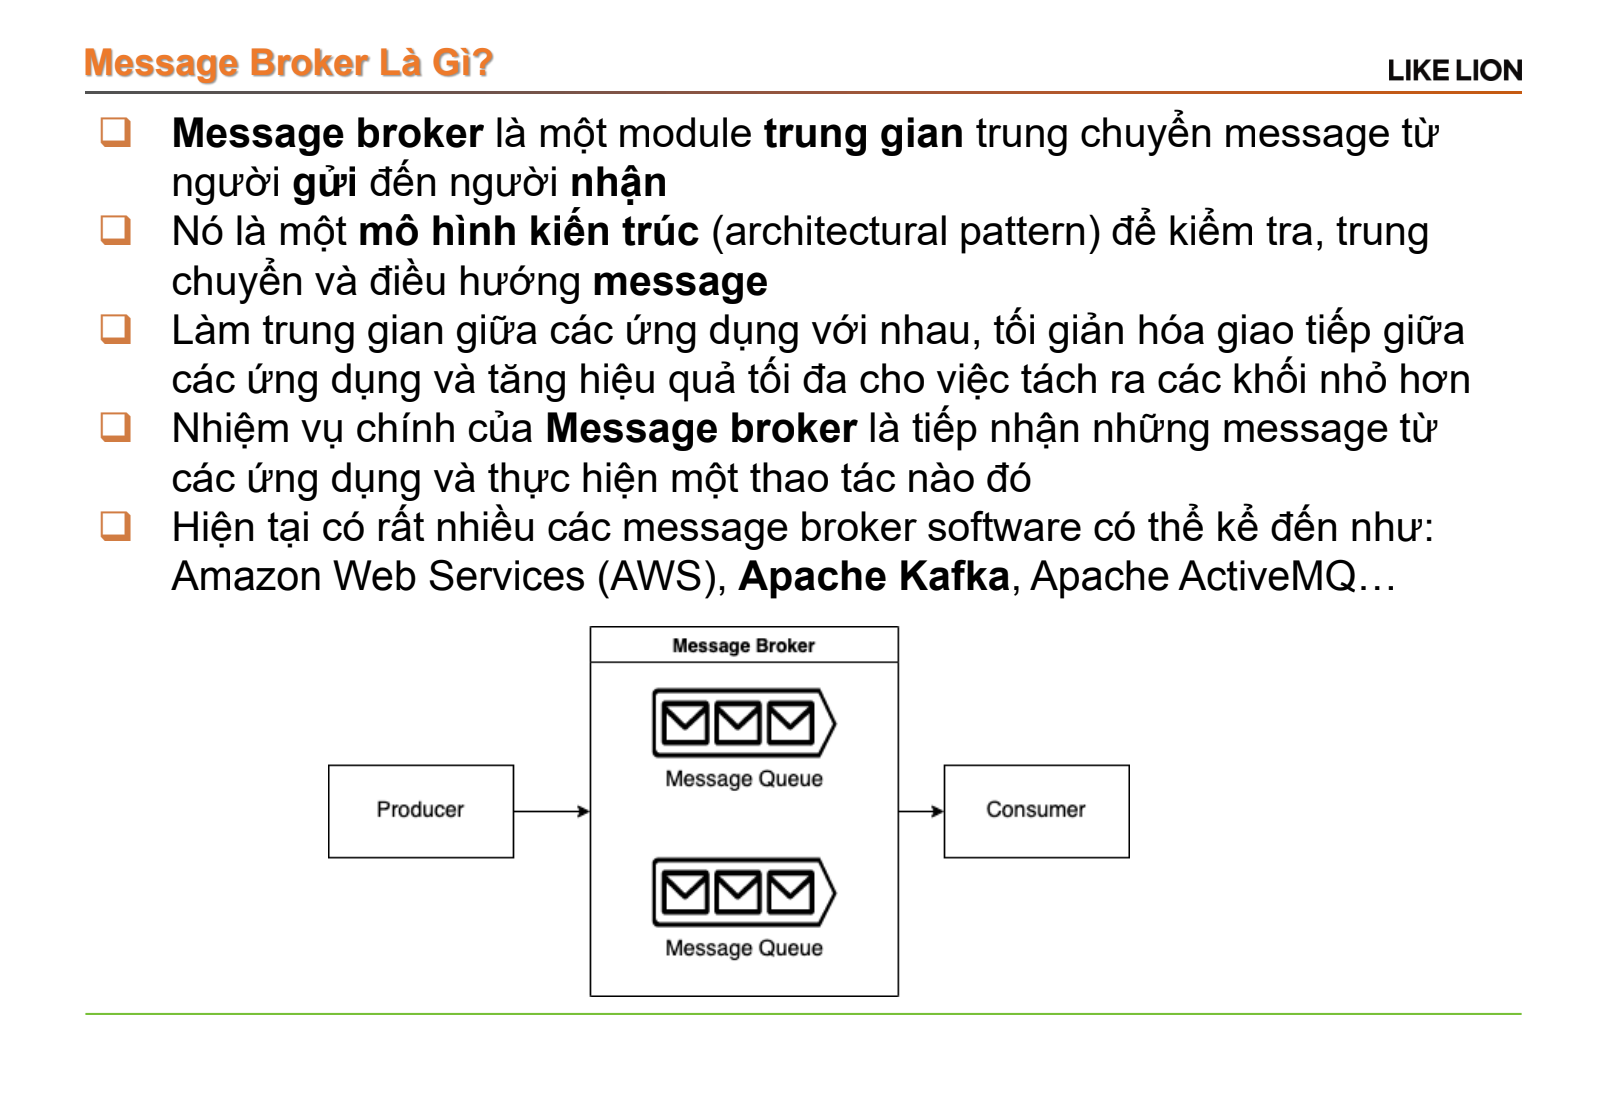 Message Broker Là Gì?
LIKE LION
Message broker là một module trung gian trung chuyển message từ
người gửi đến người nhận
Nó là một mô hình kiến trúc (architectural pattern) để kiểm tra, trung
chuyển và điều hướng message
Làm trung gian giữa các ứng dụng với nhau, tối giản hóa giao tiếp giữa
các ứng dụng và tăng hiệu quả tối đa cho việc tách ra các khối nhỏ hơn
Nhiệm vụ chính của Message broker là tiếp nhận những message từ
các ứng dụng và thực hiện một thao tác nào đó
Hiện tại có rất nhiều các message broker software có thể kể đến như:
Amazon Web Services (AWS), Apache Kafka, Apache ActiveMQ…
Message Broker
Message Queue
Producer
Consumer
Message Queue